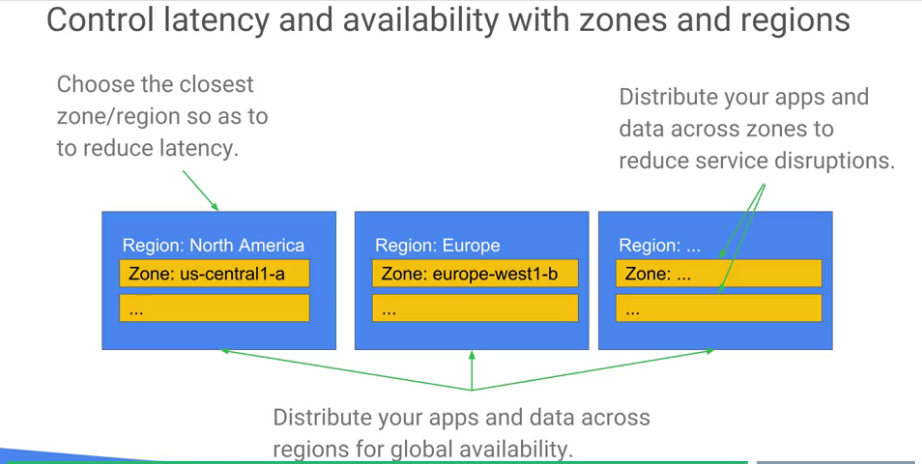 Control latency and availability with zones and regions
Choose the closest
zone/region so as to
to reduce latency.
Distribute your apps and
data across zones to
reduce service disruptions.
Region: North America
Zone: us-central1-a
...
Region: Europe
Zone: europe-west1-b
...
Region: ...
Zone: ...
...
Distribute your apps and data across
regions for global availability.